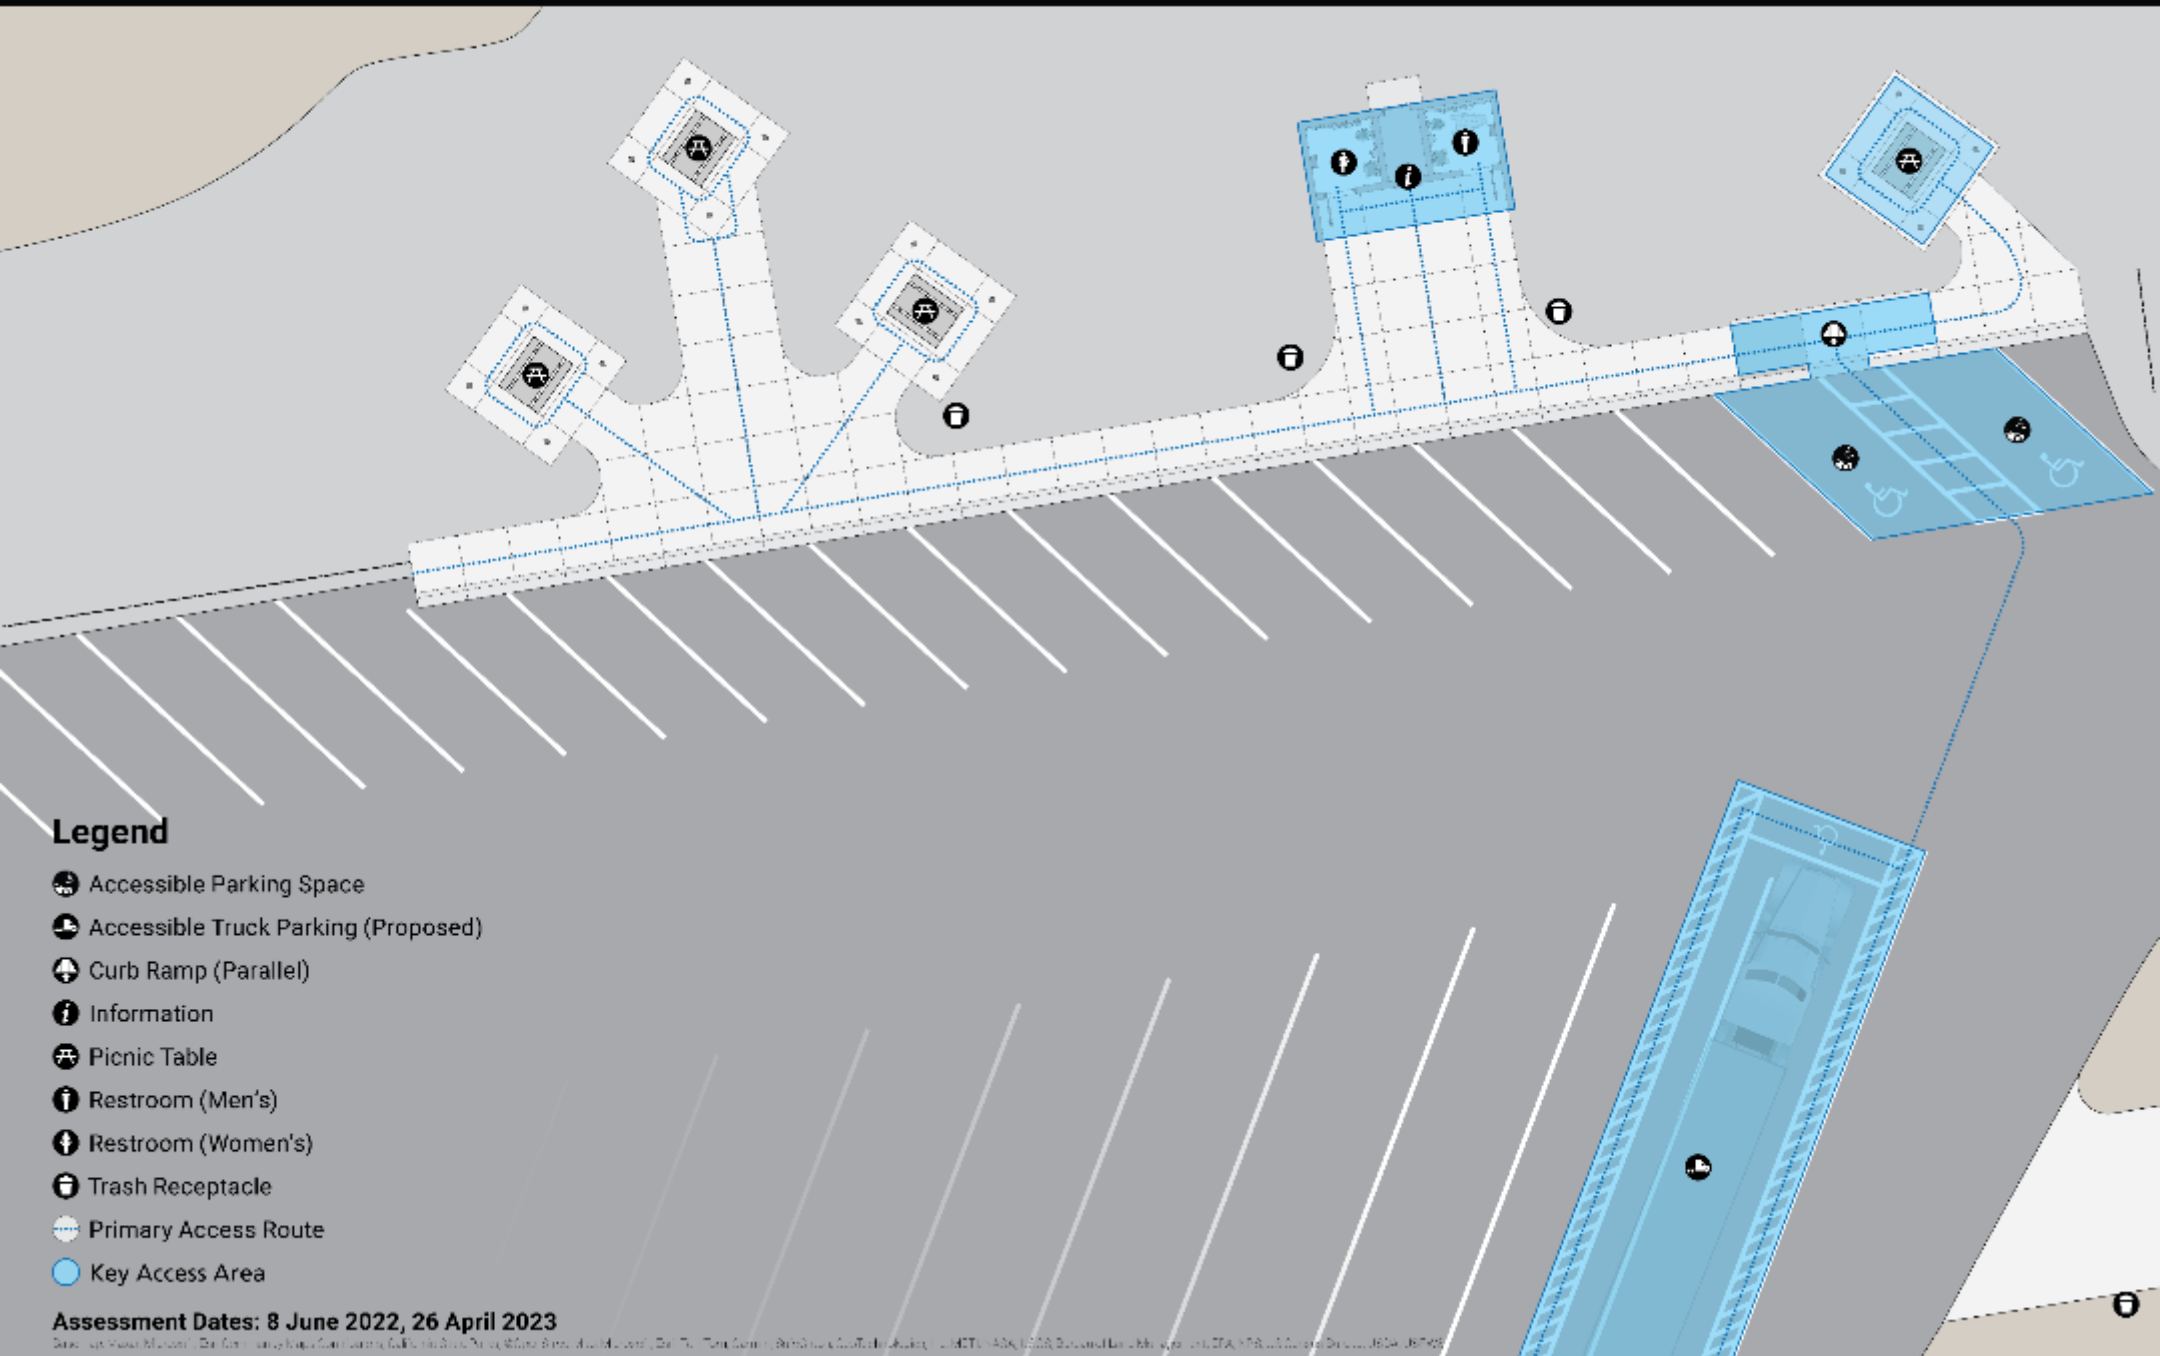 Legend
Accessible Parking Space
Accessible Truck Parking (Proposed)
Curb Ramp (Parallel)
Information
Picnic Table
Restroom (Men's)
Restroom (Women's)
Trash Receptacle
Primary Access Route
Key Access Area
Assessment Dates: 8 June 2022, 26 April 2023